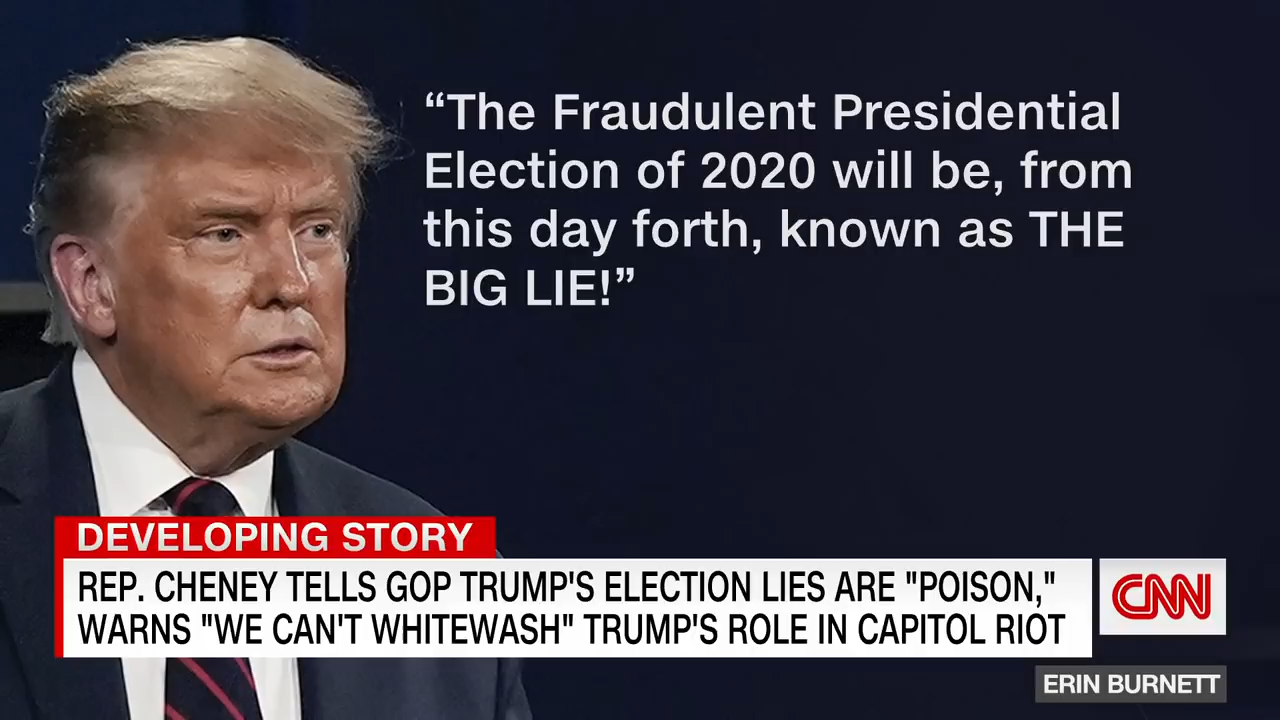 “The Fraudulent Presidential
Election of 2020 will be, from
this day forth, known as THE
BIG LIE!”
DEVELOPING STORY
REP. CHENEY TELLS GOP TRUMP'S ELECTION LIES ARE "POISON,"
WARNS "WE CAN'T WHITEWASH" TRUMP'S ROLE IN CAPITOL RIOT
CNN
ERIN BURNETT